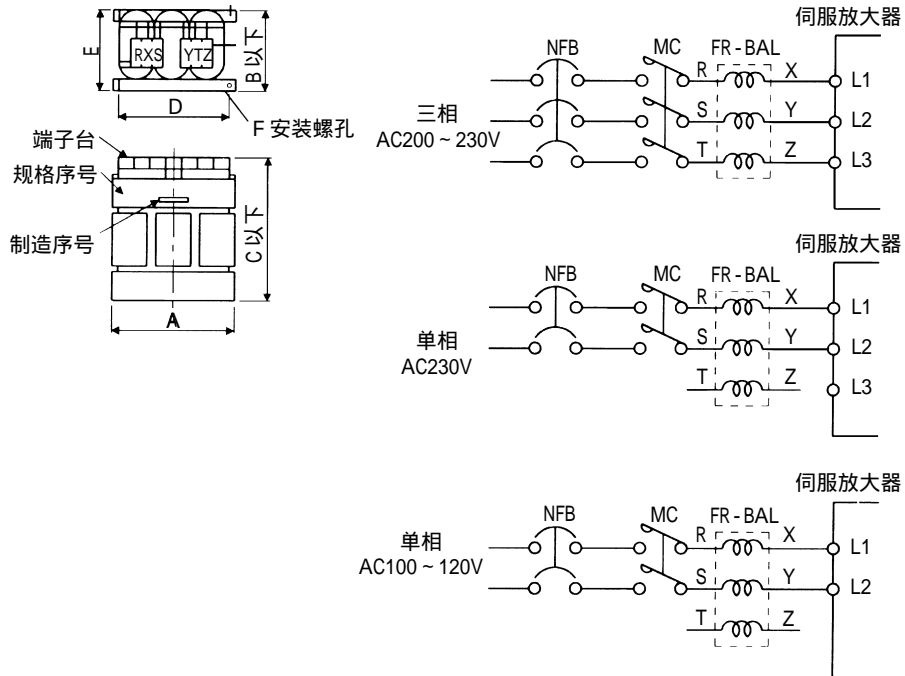 E
RXS
YTZ
B以下
D
F 安装螺孔
端子台
规格序号
制造序号
C以下
A
伺服放大器
NFB
MC
FR-BAL
三相
AC200 ~ 230V
R
X
L1
S
Y
L2
T
Z
L3
伺服放大器
NFB
MC
FR-BAL
单相
AC230V
R
X
L1
S
Y
L2
T
Z
L3
伺服放大器
NFB
MC
FR-BAL
单相
AC100 ~ 120V
R
X
L1
S
Y
L2
T
Z